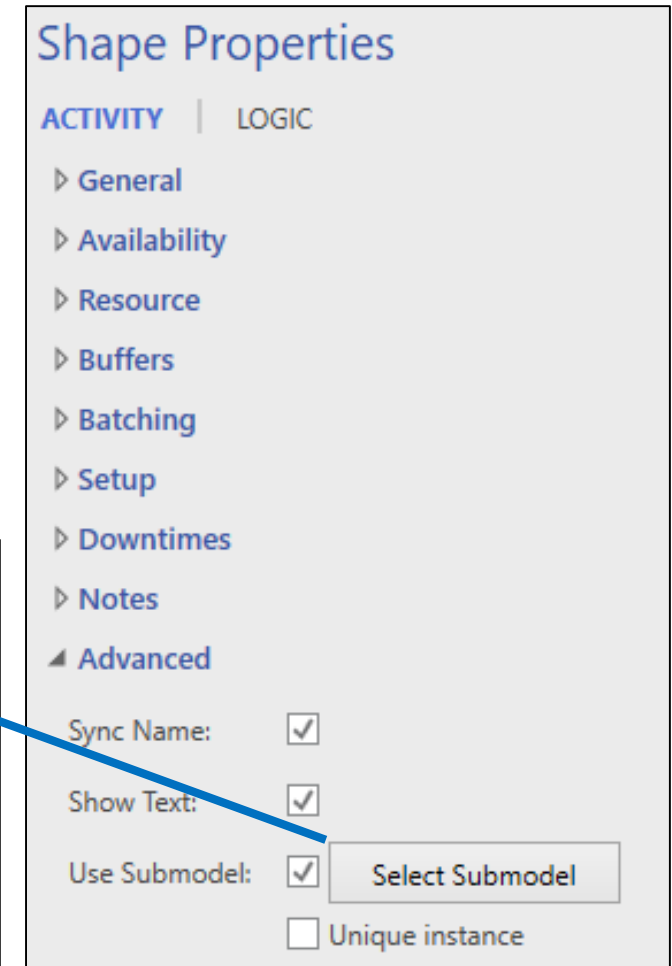 Shape Properties
ACTIVITY | LOGIC
General
Availability
Resource
Buffers
Batching
Setup
Downtimes
Notes
Advanced
Sync Name:
Show Text:
Use Submodel: Select Submodel
Unique instance